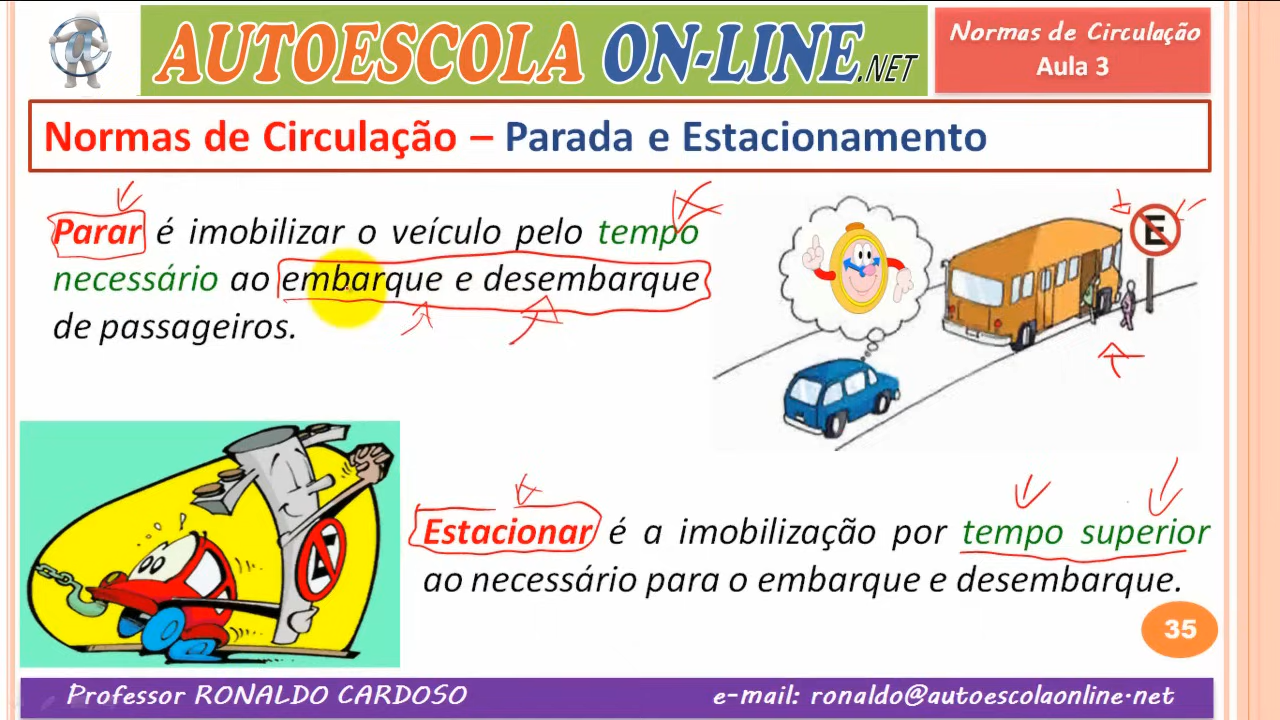 AUTOESCOLA ON-LINE.NET
Normas de Circulação
Aula 3
Normas de Circulação – Parada e Estacionamento
Parar é imobilizar o veículo pelo tempo
necessário ao embarque e desembarque
de passageiros.
E
Estacionar é a imobilização por tempo superior
ao necessário para o embarque e desembarque.
35
Professor RONALDO CARDOSO
e-mail: ronaldo@autoescolaonline.net